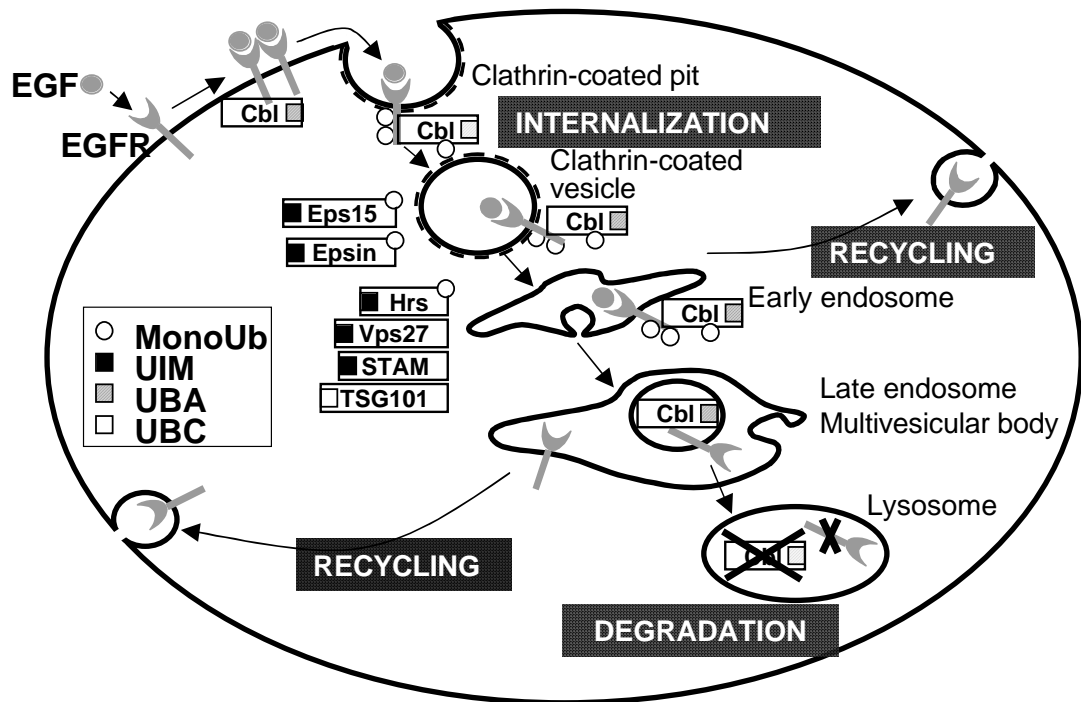 EGF
EGFR
Cbl
Clathrin-coated pit
Cbl
INTERNALIZATION
Clathrin-coated
vesicle
Cbl
Eps15
Epsin
RECYCLING
Hrs
Vps27
STAM
TSG101
Cbl
Early endosome
MonoUb
UIM
UBA
UBC
Cbl
Late endosome
Multivesicular body
Lysosome
RECYCLING
DEGRADATION